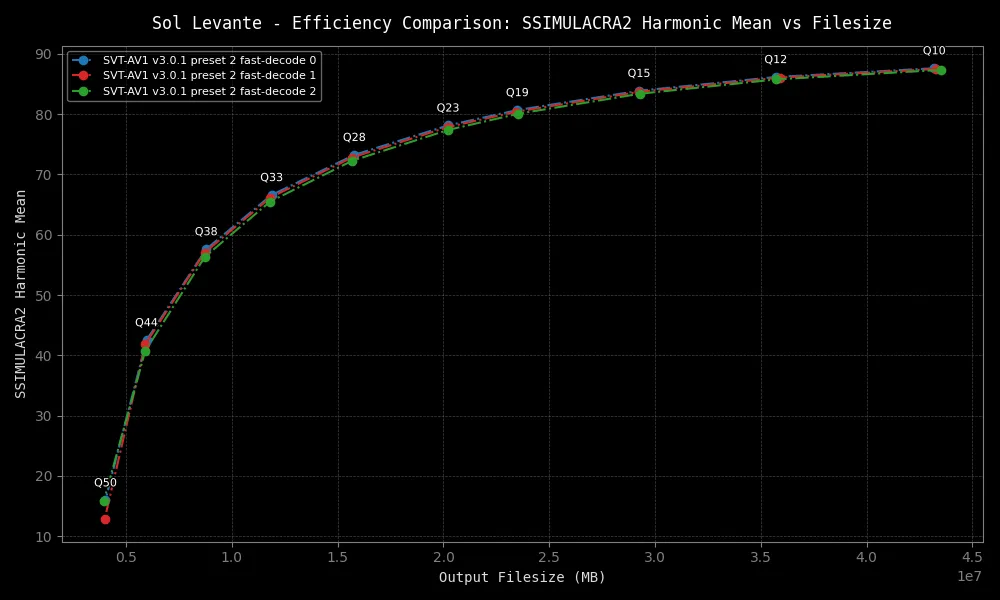 Sol Levante - Efficiency Comparison: SSIMULACRA2 Harmonic Mean vs Filesize
SVT-AV1 v3.0.1 preset 2 fast-decode 0
SVT-AV1 v3.0.1 preset 2 fast-decode 1
SVT-AV1 v3.0.1 preset 2 fast-decode 2
SSIMULACRA2 Harmonic Mean
90
80
70
60
50
40
30
20
10
Q50
Q44
Q38
Q33
Q28
Q23
Q19
Q15
Q12
Q10
0.5
1.0
1.5
2.0
2.5
3.0
3.5
4.0
4.5
1e7
Output Filesize (MB)